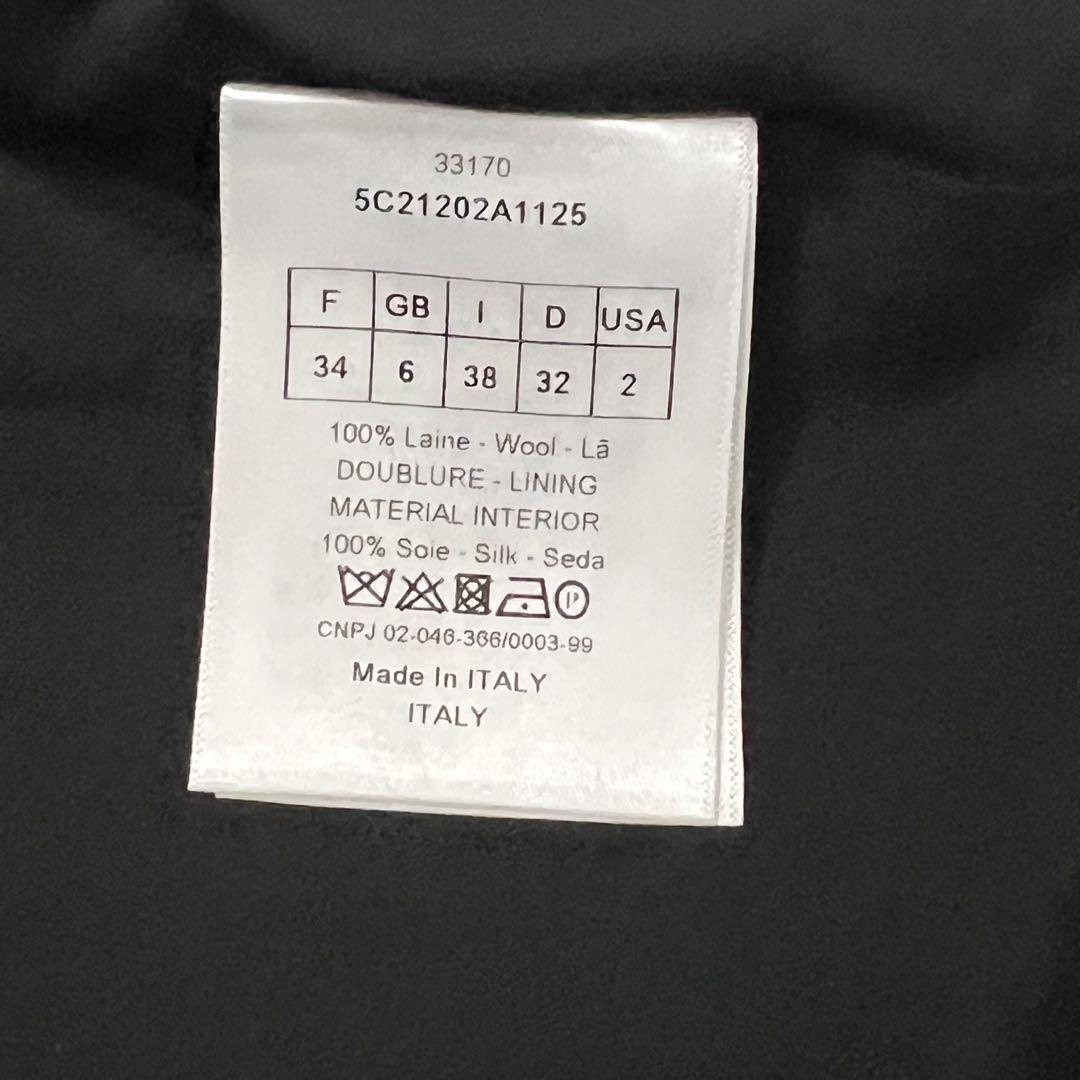 33170
5C21202A1125
F GB I D USA
34 6 38 32 2
100% Laine - Wool - Lã
DOUBLURE - LINING
MATERIAL INTERIOR
100% Soie - Silk - Seda
P
CNPJ 02-046-366/0003-99
Made In ITALY
ITALY